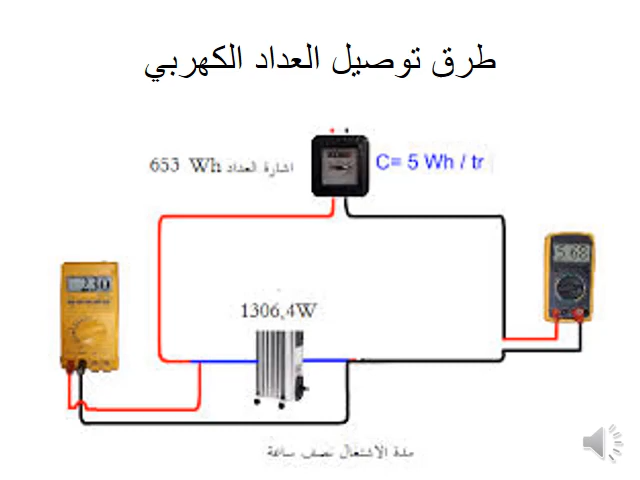 طرق توصيل العداد الكهربي
653 Wh اشارة العداد
C= 5 Wh / tr
230
5.68
1306,4W
مدة الاشتغال نصف ساعة